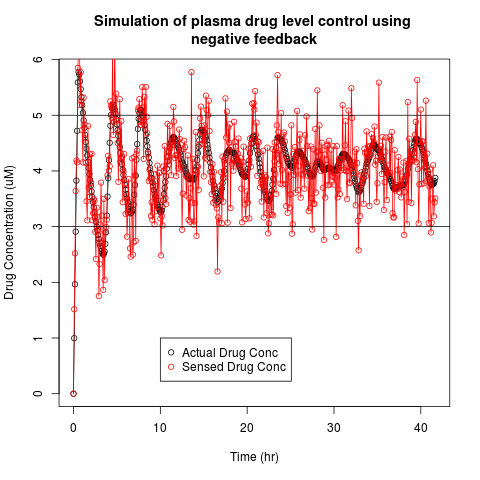 Simulation of plasma drug level control using
negative feedback
Drug Concentration (uM)
6
5
4
3
2
1
0
Actual Drug Conc
Sensed Drug Conc
0 10 20 30 40
Time (hr)